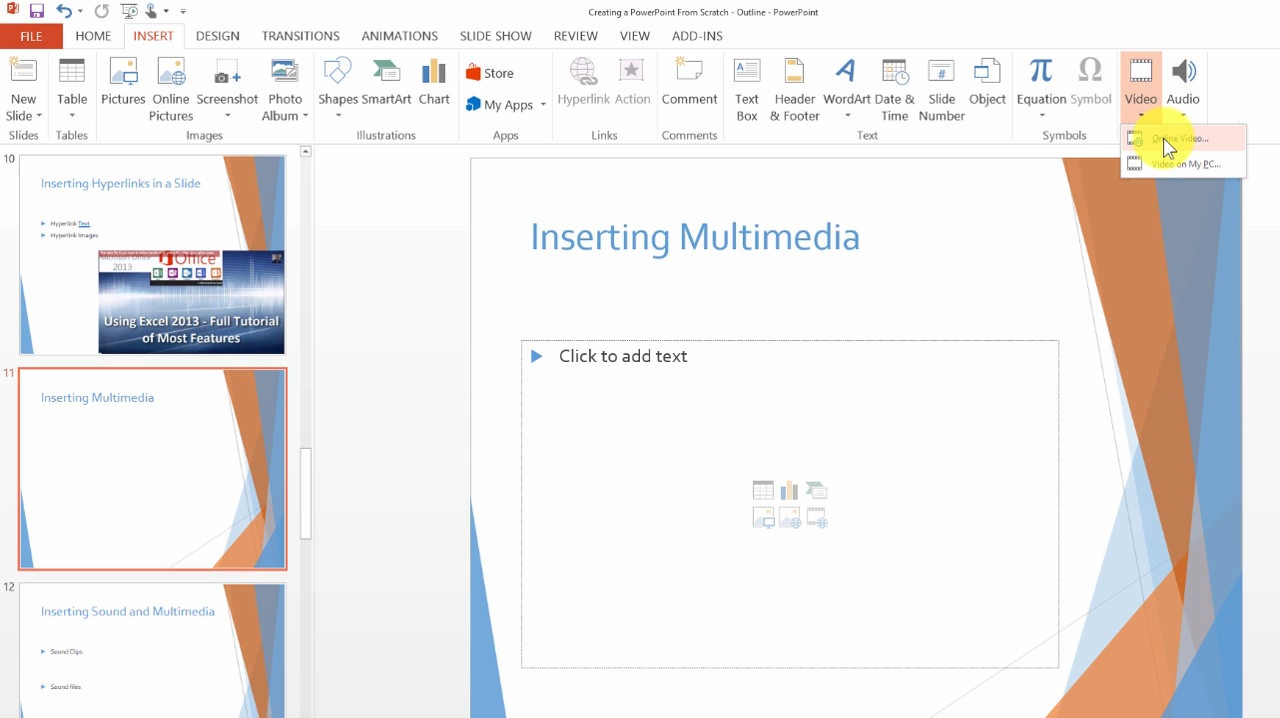 Creating a PowerPoint From Scratch - Outline - PowerPoint
FILE HOME INSERT DESIGN TRANSITIONS ANIMATIONS SLIDE SHOW REVIEW VIEW ADD-INS
New Slide
Table
Pictures
Online Pictures
Screenshot
Photo Album
Shapes
SmartArt
Chart
Store
My Apps
Hyperlink
Action
Comment
Text Box
Header & Footer
WordArt
Date & Time
Slide Number
Object
Equation
Symbol
Video
Audio
Slides Tables Images Illustrations Apps Links Comments Text Symbols
Online Video...
Video on My PC...
10
Inserting Hyperlinks in a Slide
Hyperlink Text
Hyperlink Images
Microsoft Office
2013
Office
Using Excel 2013 - Full Tutorial
of Most Features
11
Inserting Multimedia
12
Inserting Sound and Multimedia
Sound Clips
Sound files
Inserting Multimedia
Click to add text